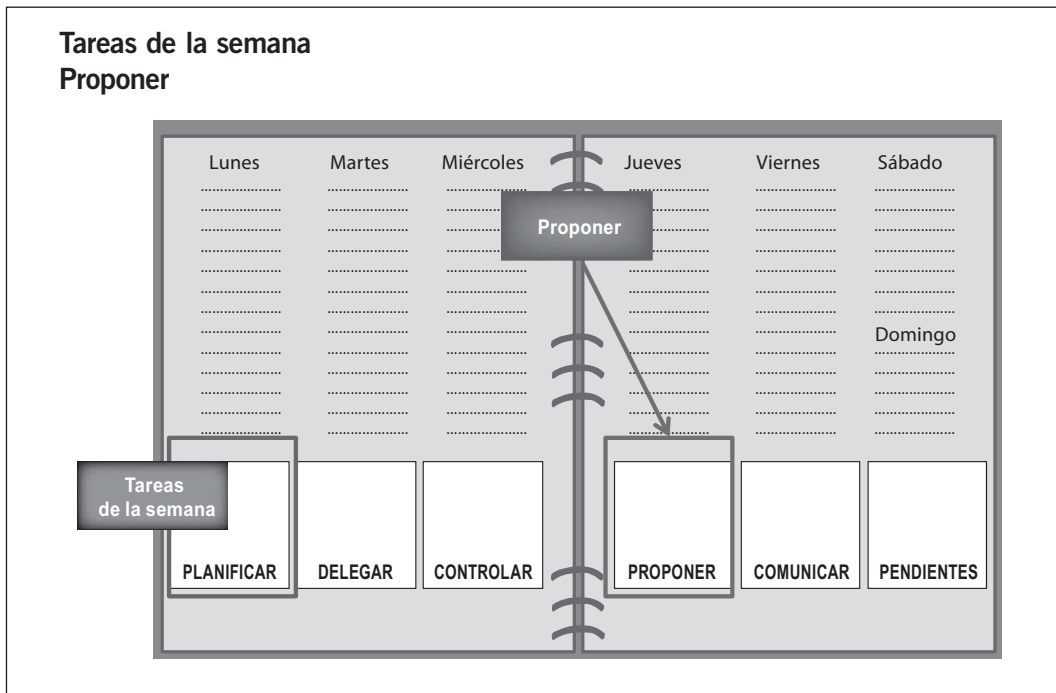 Tareas de la semana
Proponer
Lunes Martes Miércoles Jueves Viernes Sábado
Proponer
Domingo
Tareas
de la semana
PLANIFICAR DELEGAR CONTROLAR PROPONER COMUNICAR PENDIENTES